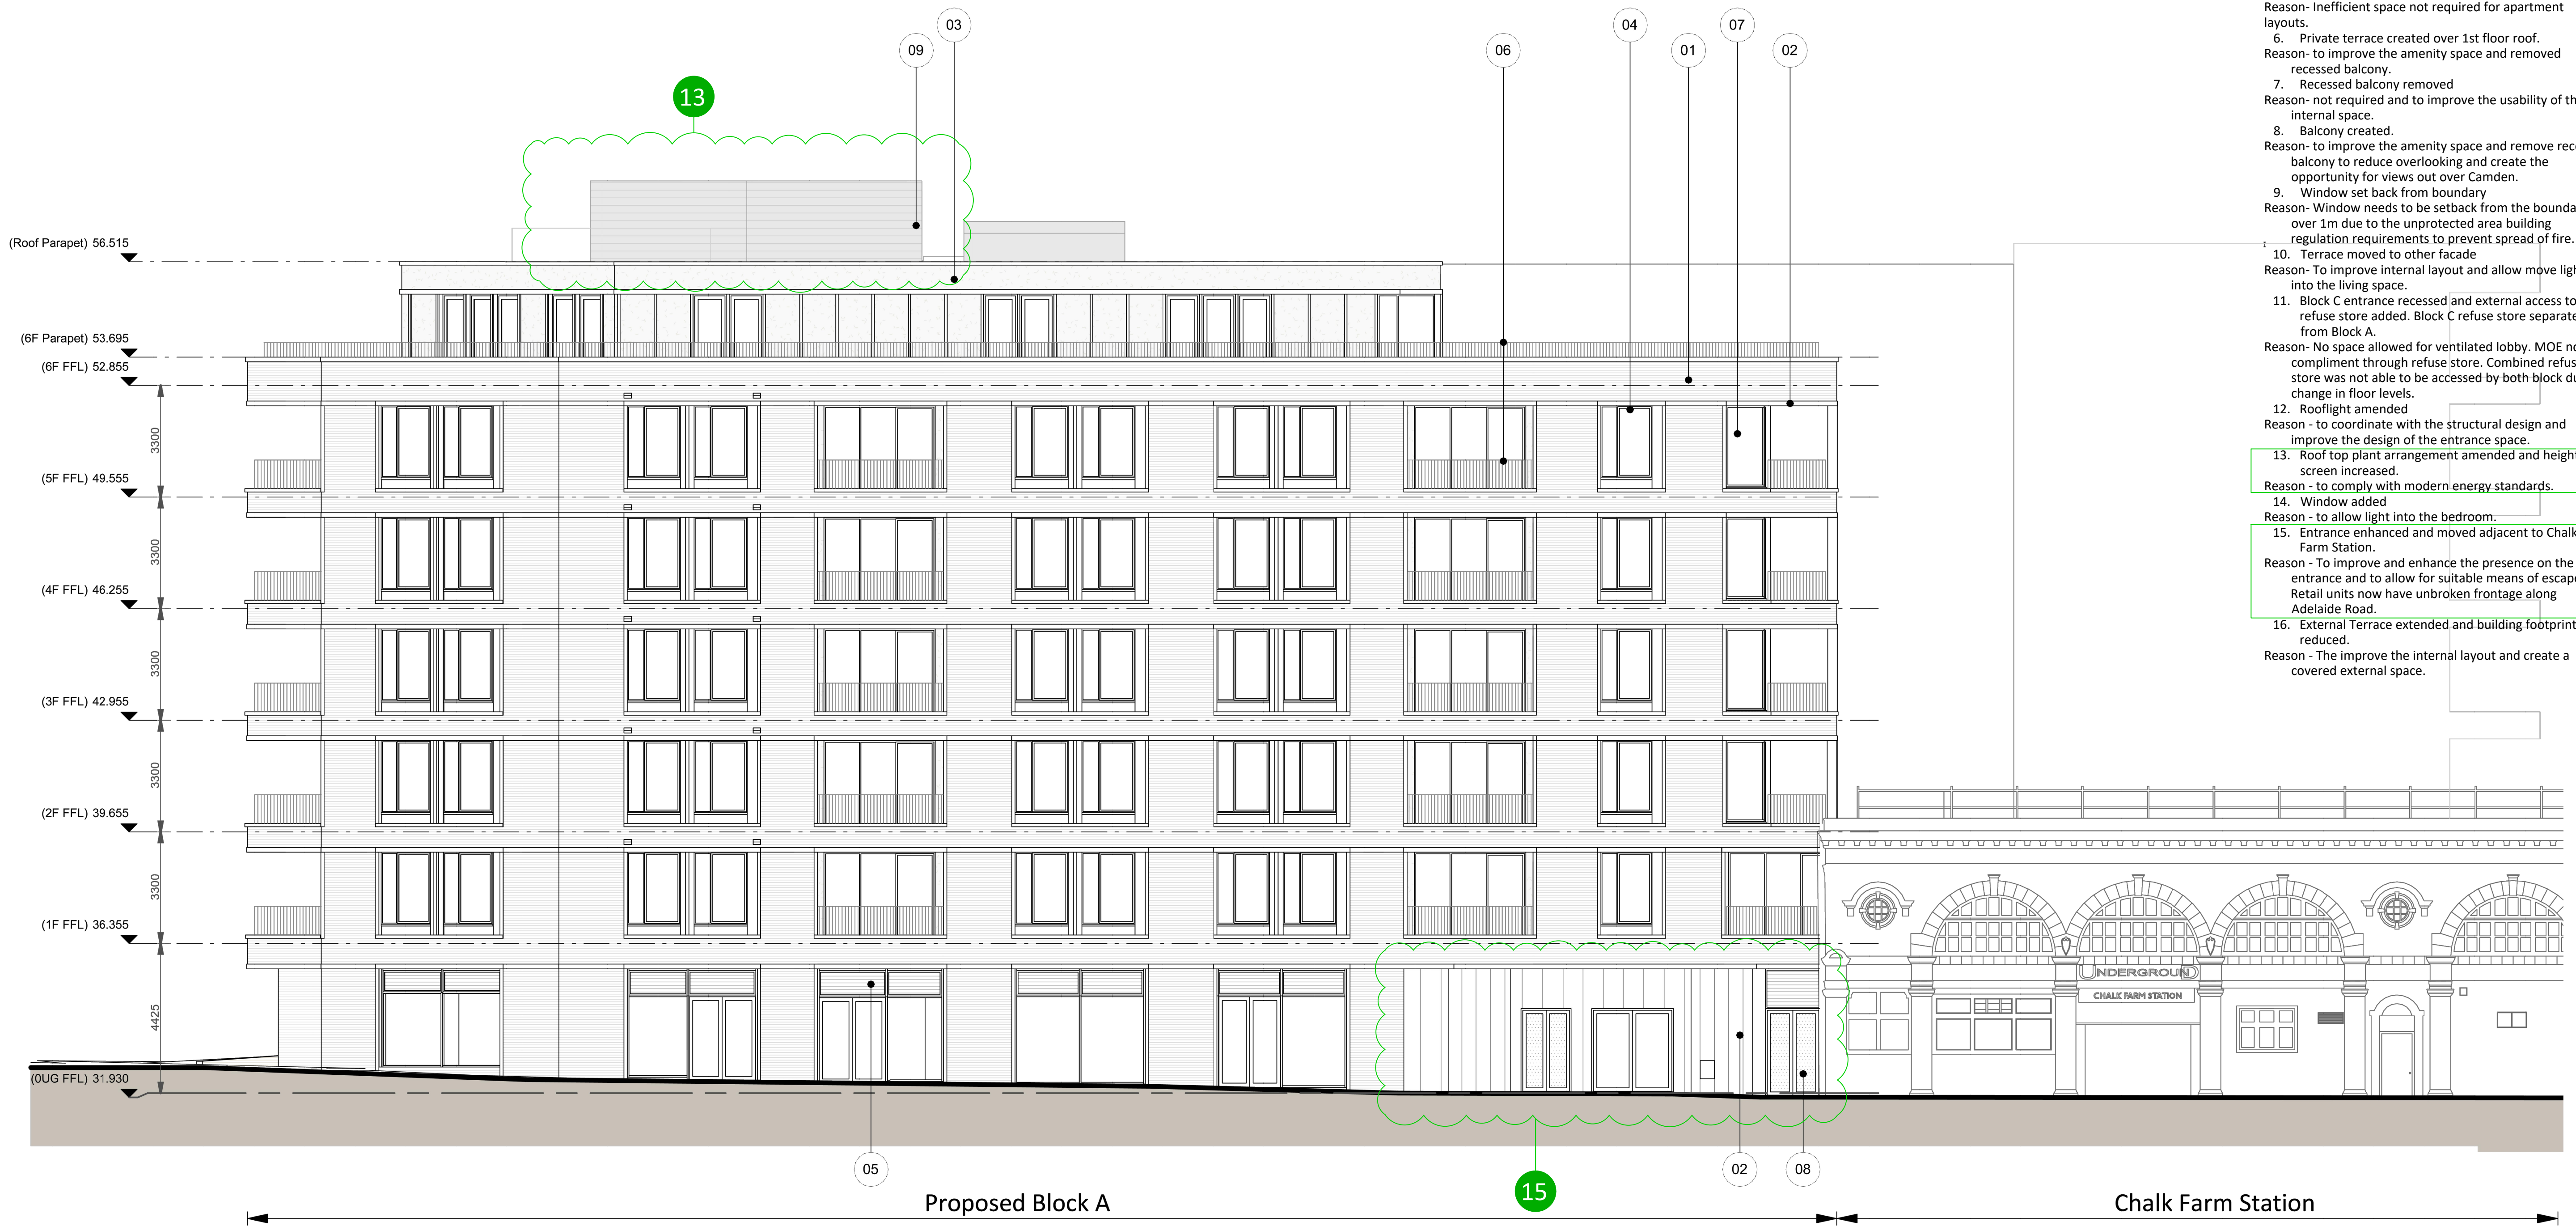 03
04
07
09
06
01
02
13
(Roof Parapet) 56.515
(6F Parapet) 53.695
(6F FFL) 52.855
3300
(5F FFL) 49.555
3300
(4F FFL) 46.255
3300
(3F FFL) 42.955
3300
(2F FFL) 39.655
3300
(1F FFL) 36.355
4425
(0UG FFL) 31.930
UNDERGROUND
CHALK FARM STATION
05
02
08
15
Proposed Block A
Chalk Farm Station
Reason- Inefficient space not required for apartment
layouts.
6. Private terrace created over 1st floor roof.
Reason- to improve the amenity space and removed
recessed balcony.
7. Recessed balcony removed
Reason- not required and to improve the usability of
internal space.
8. Balcony created.
Reason- to improve the amenity space and remove
balcony to reduce overlooking and create the
opportunity for views out over Camden.
9. Window set back from boundary
Reason- Window needs to be setback from the
over 1m due to the unprotected area building
regulation requirements to prevent spread of fire.
10. Terrace moved to other facade
Reason- To improve internal layout and allow move
into the living space.
11. Block C entrance recessed and external access to
refuse store added. Block C refuse store
from Block A.
Reason- No space allowed for ventilated lobby. MOE
compliment through refuse store. Combined
store was not able to be accessed by both block
change in floor levels.
12. Rooflight amended
Reason - to coordinate with the structural design and
improve the design of the entrance space.
13. Roof top plant arrangement amended and height
screen increased.
Reason - to comply with modern energy standards.
14. Window added
Reason - to allow light into the bedroom.
15. Entrance enhanced and moved adjacent to Chalk
Farm Station.
Reason - To improve and enhance the presence on the
entrance and to allow for suitable means of
Retail units now have unbroken frontage along
Adelaide Road.
16. External Terrace extended and building footprint
reduced.
Reason - The improve the internal layout and create a
covered external space.